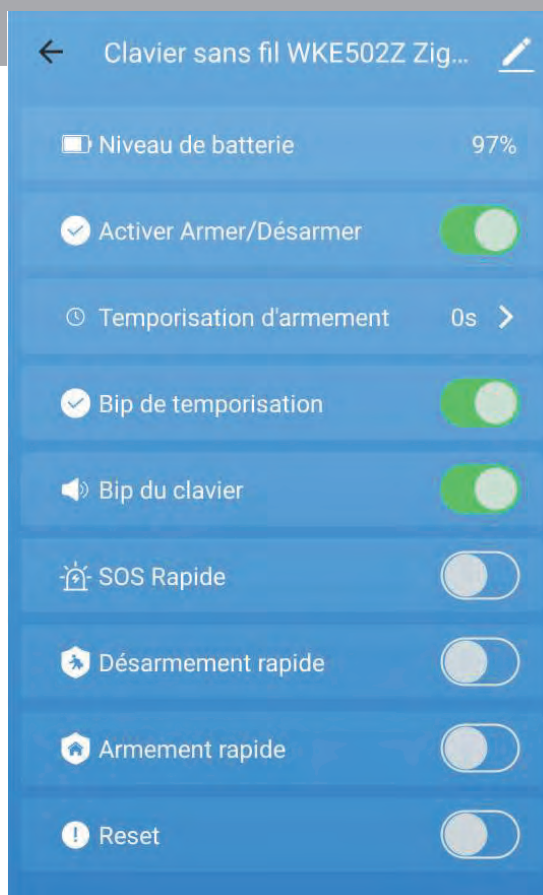 Clavier sans fil WKE502Z Zig...
Niveau de batterie 97%
Activer Armer/Désarmer
Temporisation d'armement 0s
Bip de temporisation
Bip du clavier
SOS Rapide
Désarmement rapide
Armement rapide
Reset